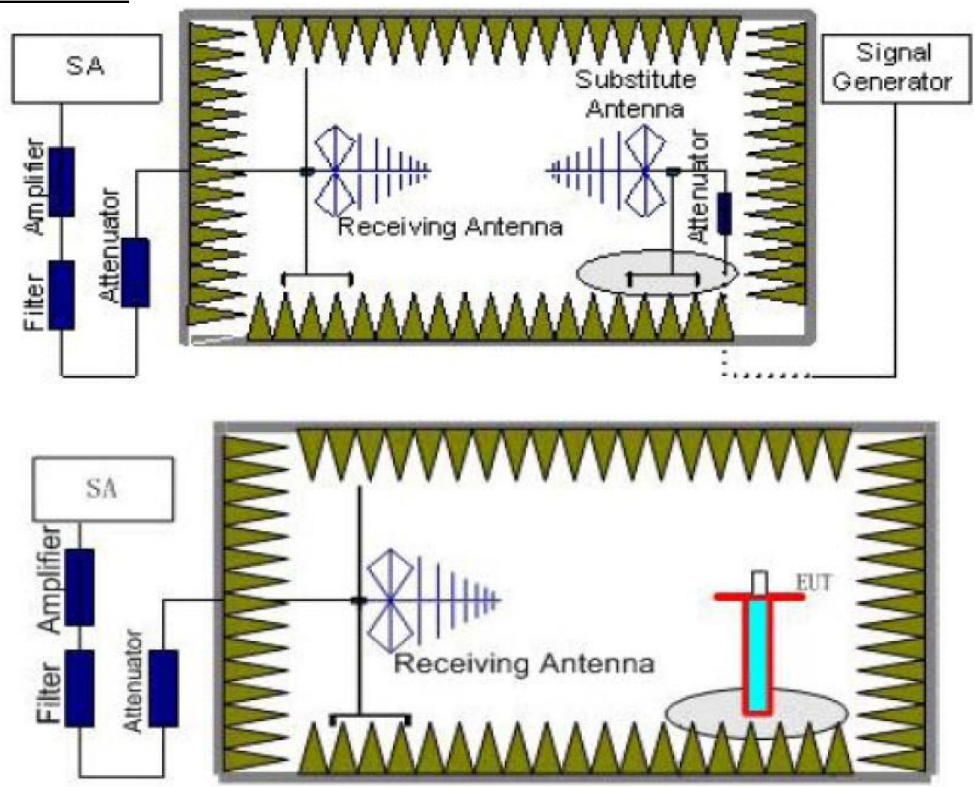 SA
Signal
Generator
Substitute
Antenna
Amplifier
Attenuator
Attenuator
Receiving Antenna
Filter
SA
Amplifier
EUT
Receiving Antenna
Filter
Attenuator